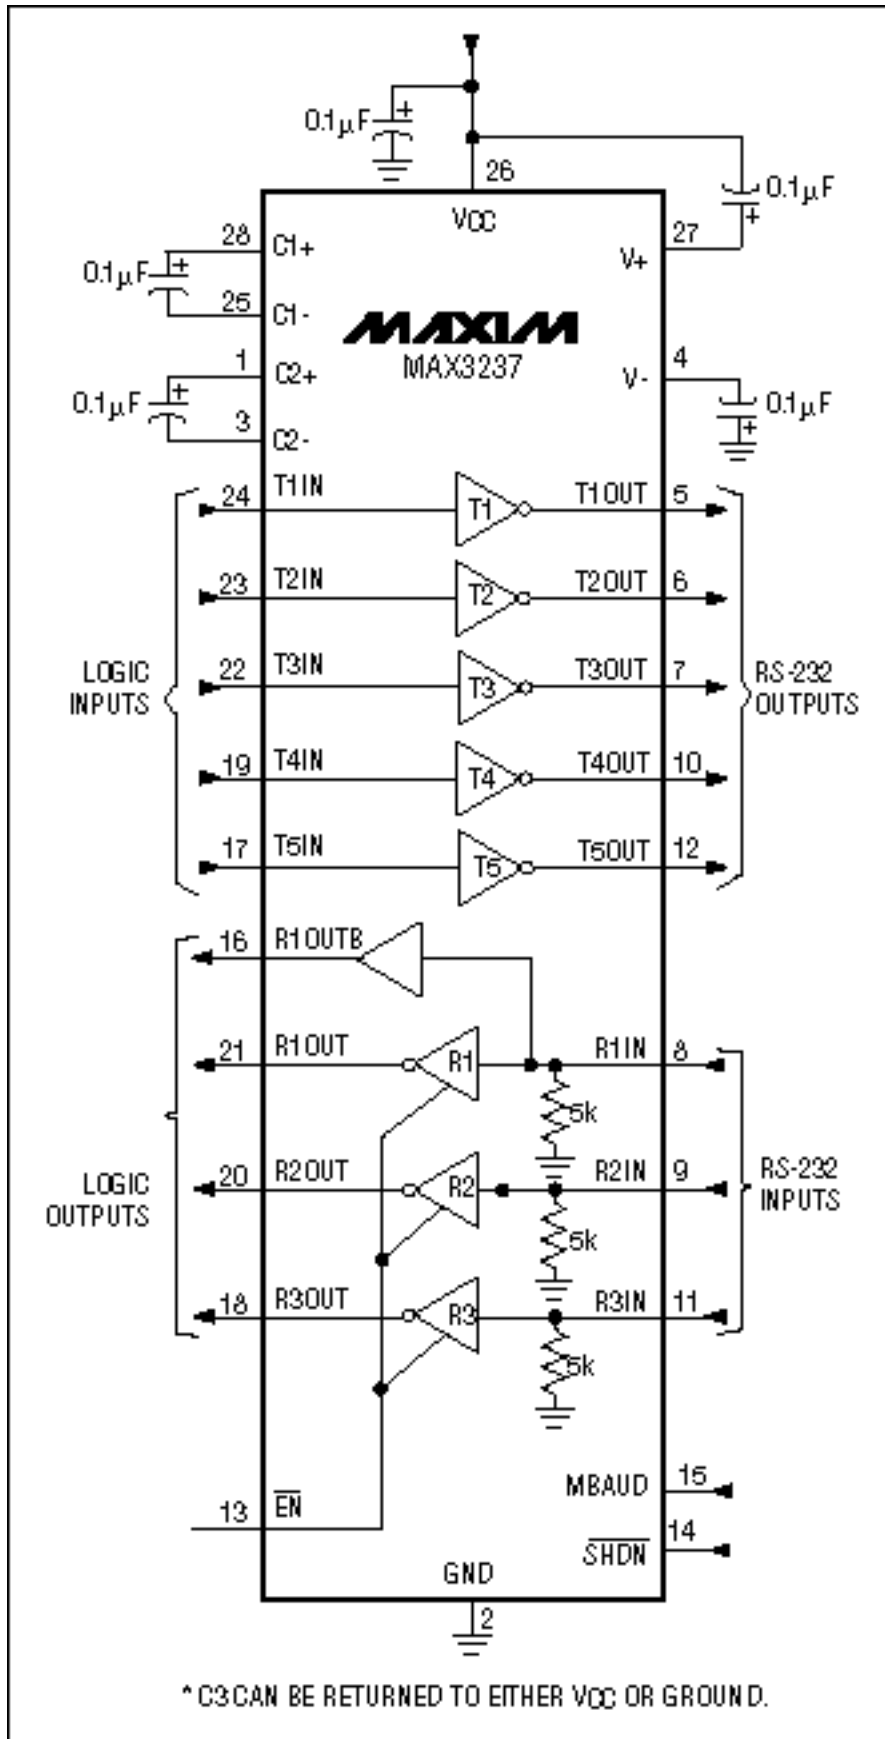 0.1µF
26
0.1µF
VCC
28
C1+
27
V+
0.1µF
25
C1-
MAXIM
MAX3237
1
C2+
4
V-
0.1µF
0.1µF
3
C2-
24
T1IN
T1
T1OUT
5
23
T2IN
T2
T2OUT
6
LOGIC
INPUTS
22
T3IN
T3
T3OUT
7
RS-232
OUTPUTS
19
T4IN
T4
T4OUT
10
17
T5IN
T5
T5OUT
12
16
R1OUTB
21
R1OUT
R1
R1IN
8
5k
LOGIC
OUTPUTS
20
R2OUT
R2
R2IN
9
RS-232
INPUTS
5k
18
R3OUT
R3
R3IN
11
5k
MBAUD
15
13
EN
SHDN
14
GND
2
* C3 CAN BE RETURNED TO EITHER VCC OR GROUND.